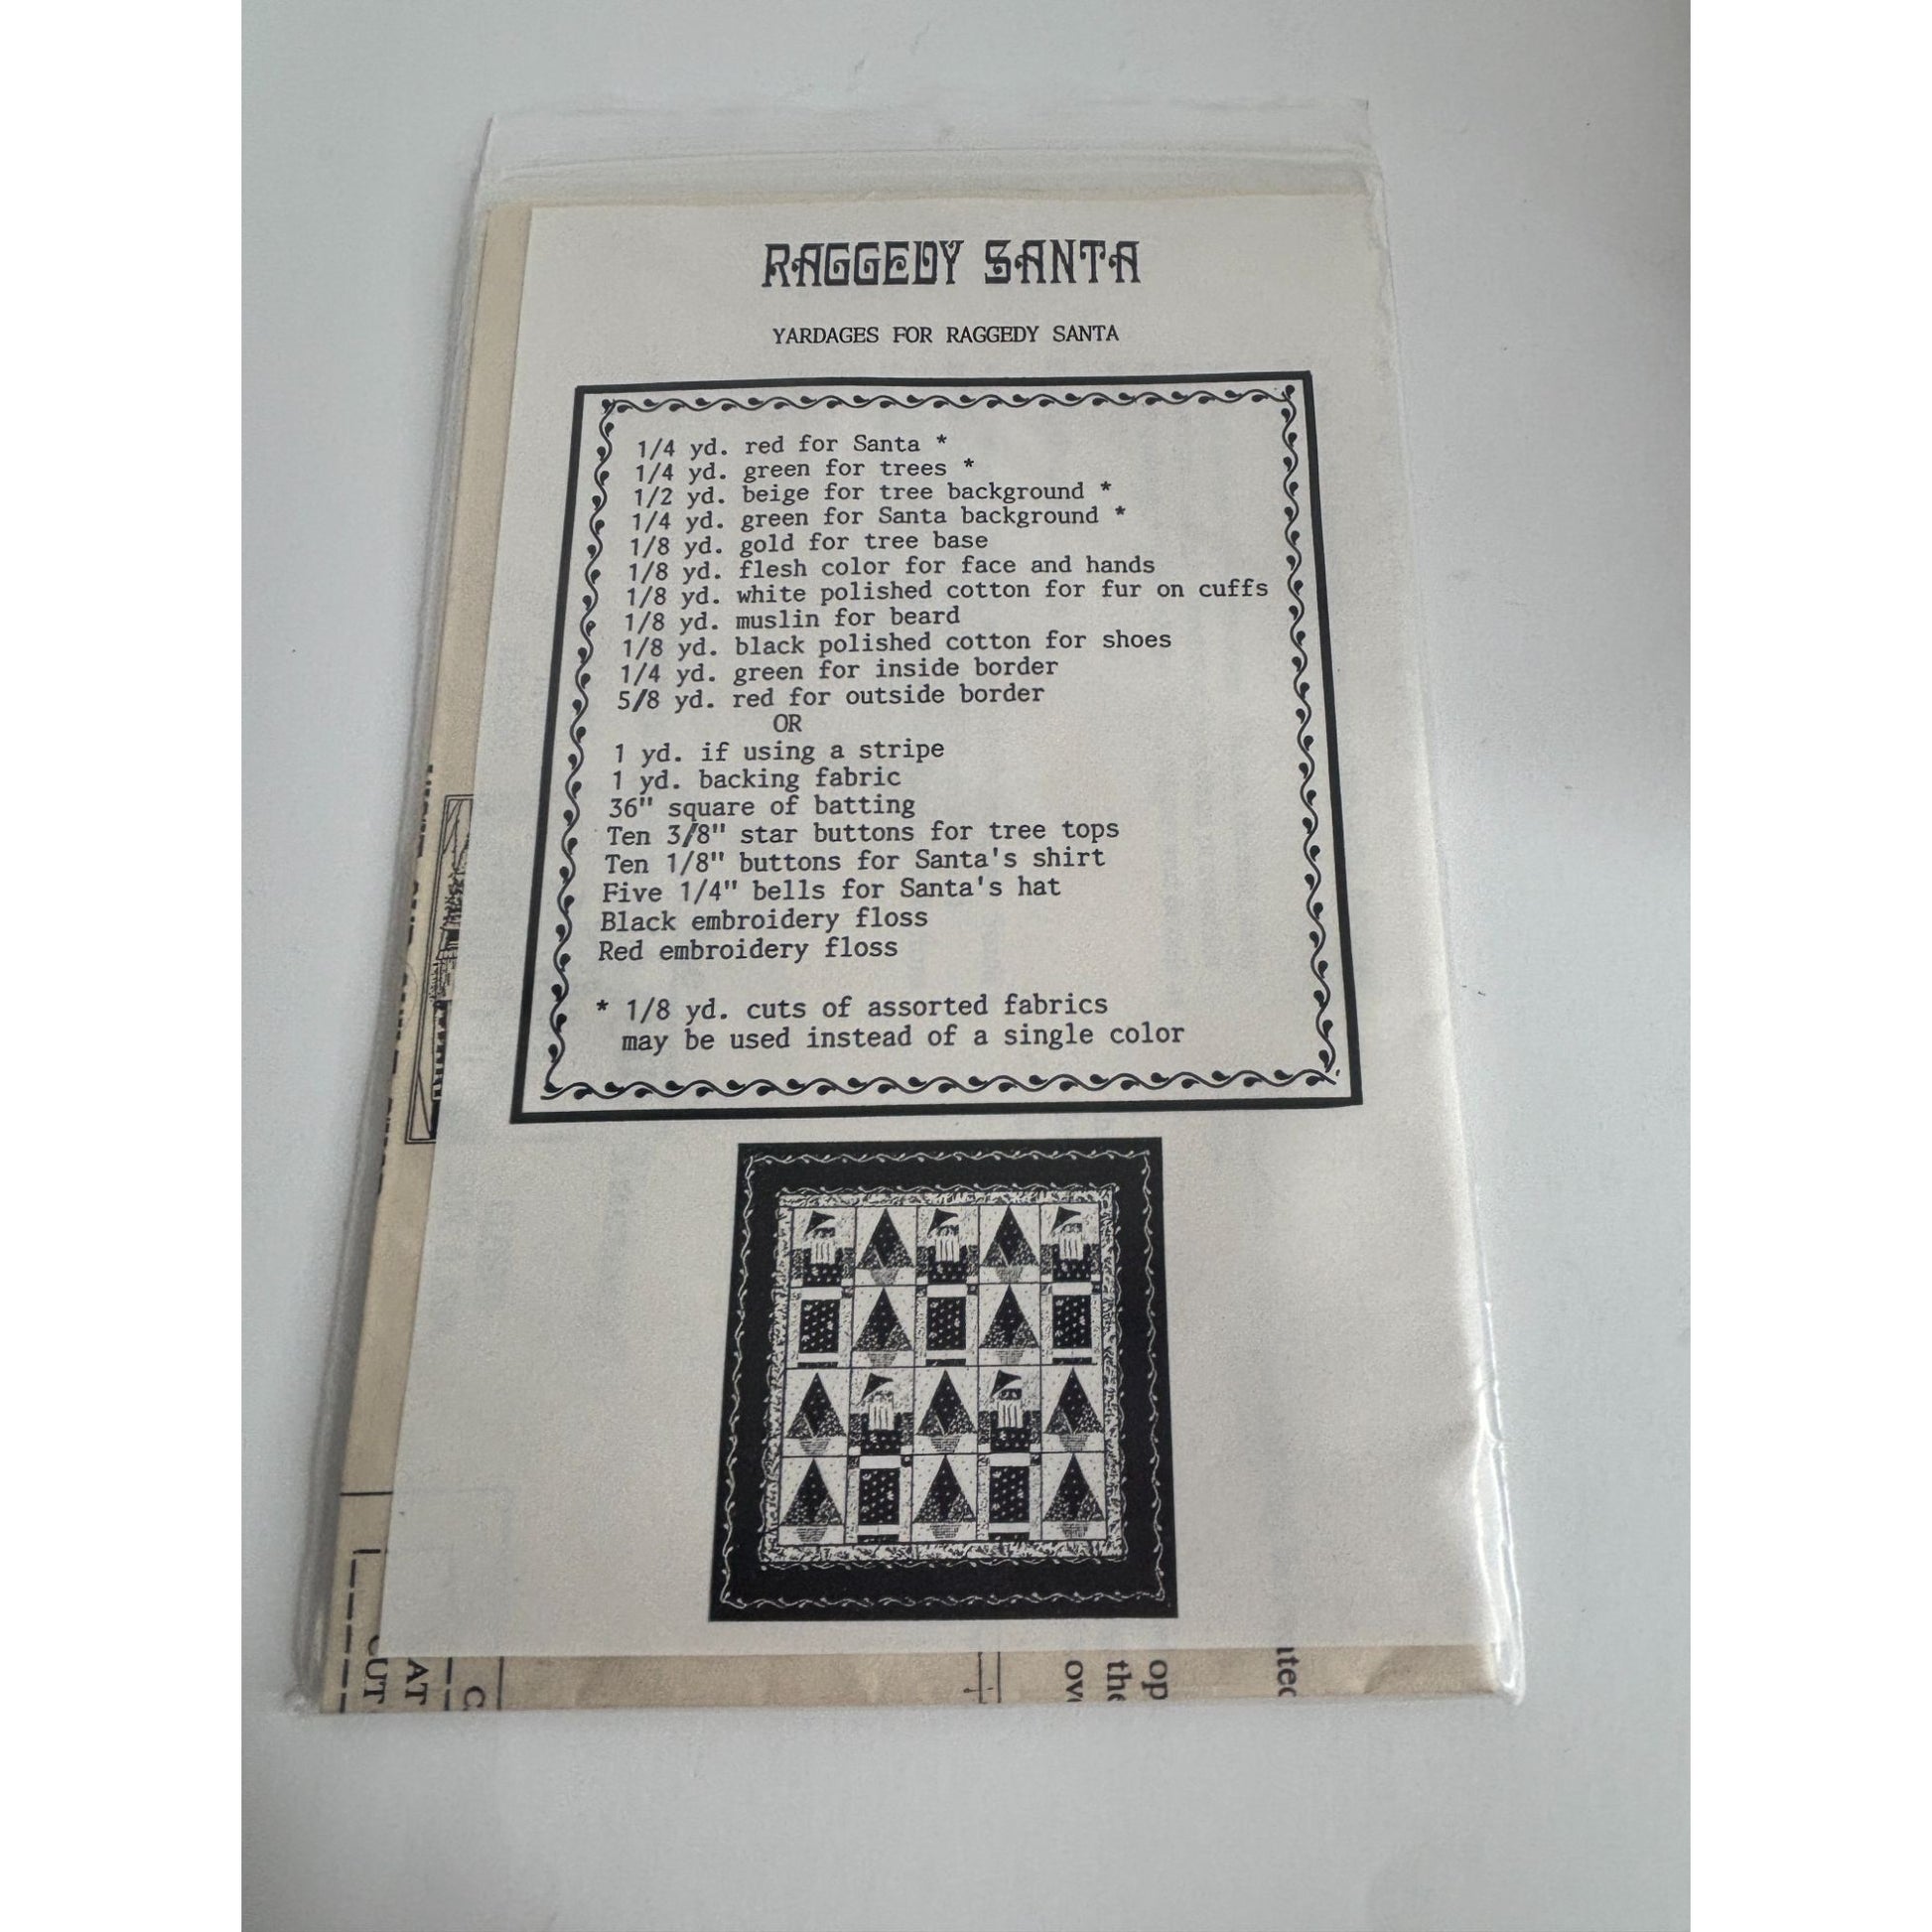 RAGGEDY SANTA
YARDAGES FOR RAGGEDY SANTA
1/4 yd. red for Santa *
1/4 yd. green for trees *
1/2 yd. beige for tree background *
1/4 yd. green for Santa background *
1/8 yd. gold for tree base
1/8 yd. flesh color for face and hands
1/8 yd. white polished cotton for fur on cuffs
1/8 yd. muslin for beard
1/8 yd. black polished cotton for shoes
1/4 yd. green for inside border
5/8 yd. red for outside border
OR
1 yd. if using a stripe
1 yd. backing fabric
36" square of batting
Ten 3/8" star buttons for tree tops
Ten 1/8" buttons for Santa's shirt
Five 1/4" bells for Santa's hat
Black embroidery floss
Red embroidery floss
* 1/8 yd. cuts of assorted fabrics
may be used instead of a single color